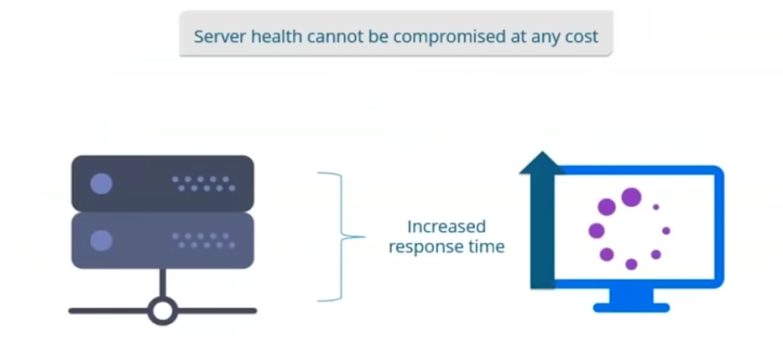 Server health cannot be compromised at any cost
Increased
response time